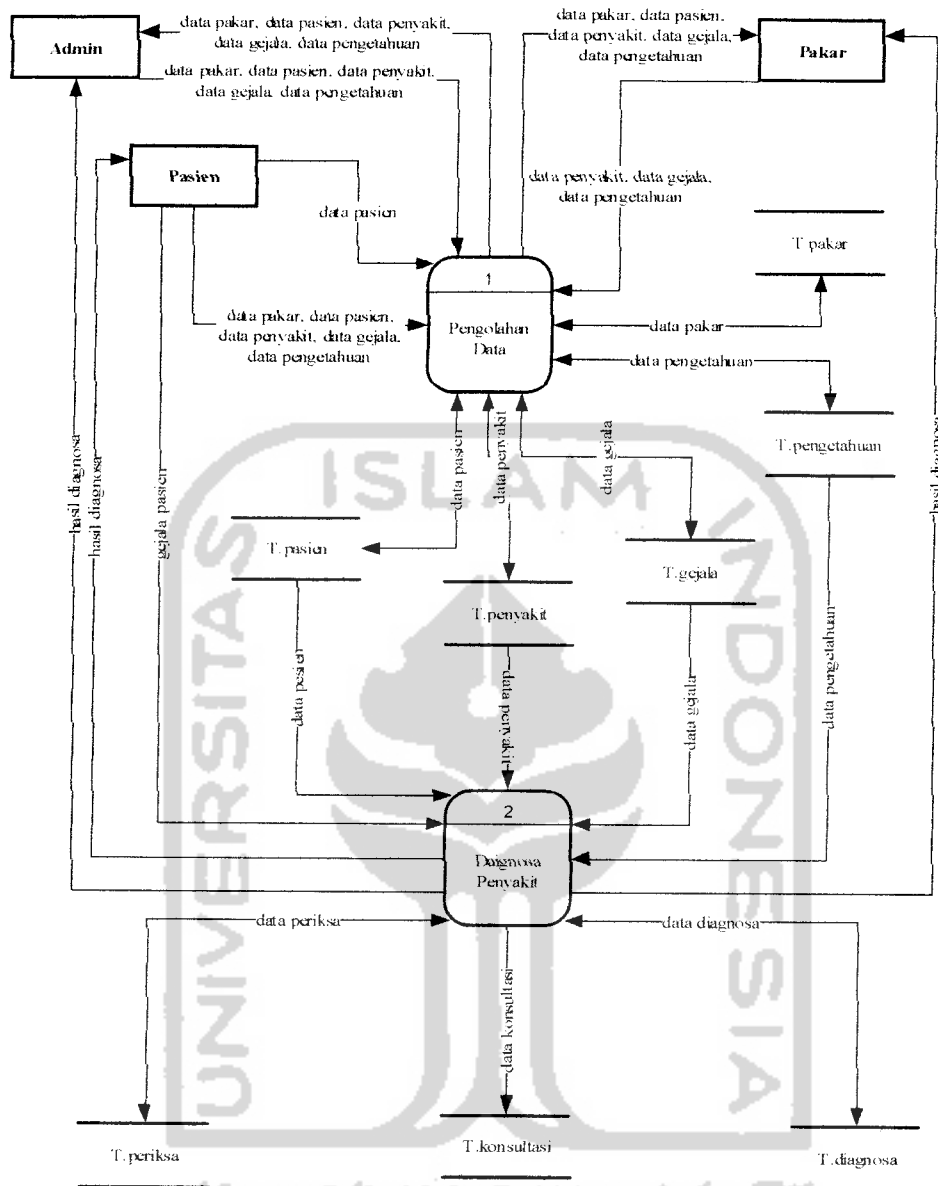 data pakar, data pasien, data penyakit,
data gejala, data pengetahuan
Admin
data pakar, data pasien, data penyakit,
data gejala, data pengetahuan
data pakar, data pasien,
data penyakit, data gejala,
data pengetahuan
Pakar
Pasien
data pasien
data penyakit, data gejala,
data pengetahuan
T.pakar
1
Pengolahan
Data
data pakar, data pasien,
data penyakit, data gejala,
data pengetahuan
data pakar
data pengetahuan
T.pengetahuan
hasil diagnosa
hasil diagnosa
gejala pasien
data pasien
data penyakit
data gejala
hasil diagnosa
T.pasien
T.penyakit
T.gejala
data pesien
data penyakit
data gejala
data pengetahuan
2
Daignosa
Penyakit
data periksa
data diagnosa
data konsultasi
T.periksa
T.konsultasi
T.diagnosa
UNIVERSITAS
ISLAM
INDONESIA